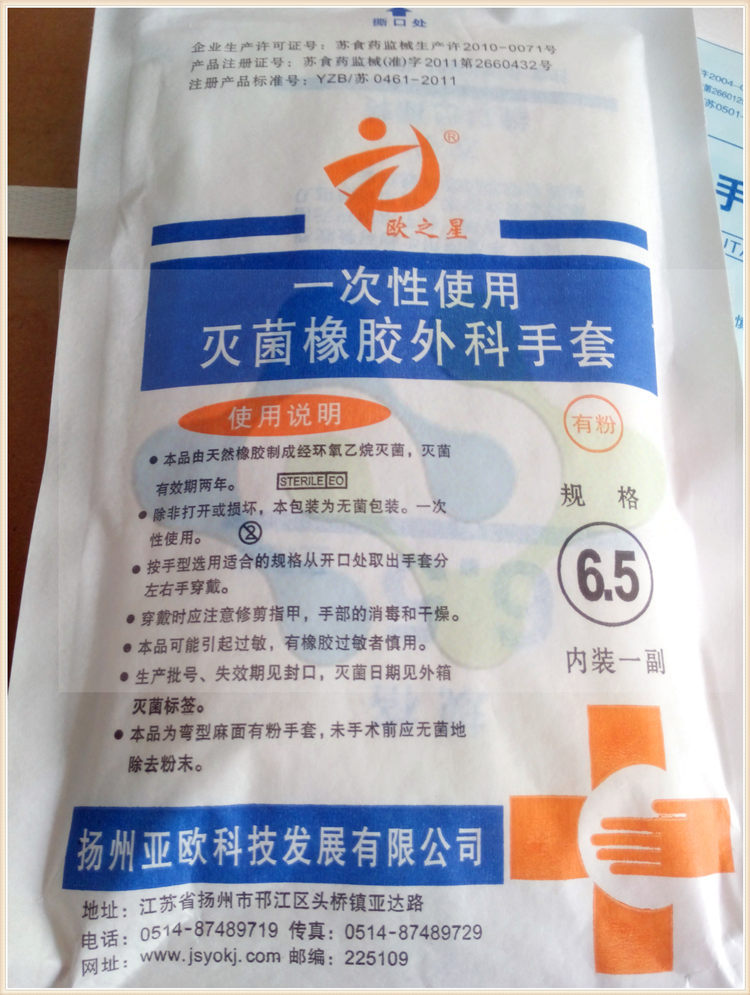 撕口处
企业生产许可证号：苏食药监械生产许2010-0071号
产品注册证号：苏食药监械(准)字2011第2660432号
注册产品标准号：YZB/苏 0461-2011
®
欧之星
一次性使用
灭菌橡胶外科手套
使用说明
有粉
●本品由天然橡胶制成经环氧乙烷灭菌，灭菌
有效期两年。 STERILE EO
●除非打开或损坏，本包装为无菌包装。一次
性使用。 2
●按手型选用适合的规格从开口处取出手套分
左右手穿戴。
●穿戴时应注意修剪指甲，手部的消毒和干燥。
●本品可能引起过敏，有橡胶过敏者慎用。
●生产批号、失效期见封口，灭菌日期见外箱
灭菌标签。
●本品为弯型麻面有粉手套，未手术前应无菌地
除去粉末。
规 格
6.5
内装一副
扬州亚欧科技发展有限公司
地址：江苏省扬州市邗江区头桥镇亚达路
电话：0514-87489719 传真：0514-87489729
网址：www.jsyokj.com 邮编：225109
手